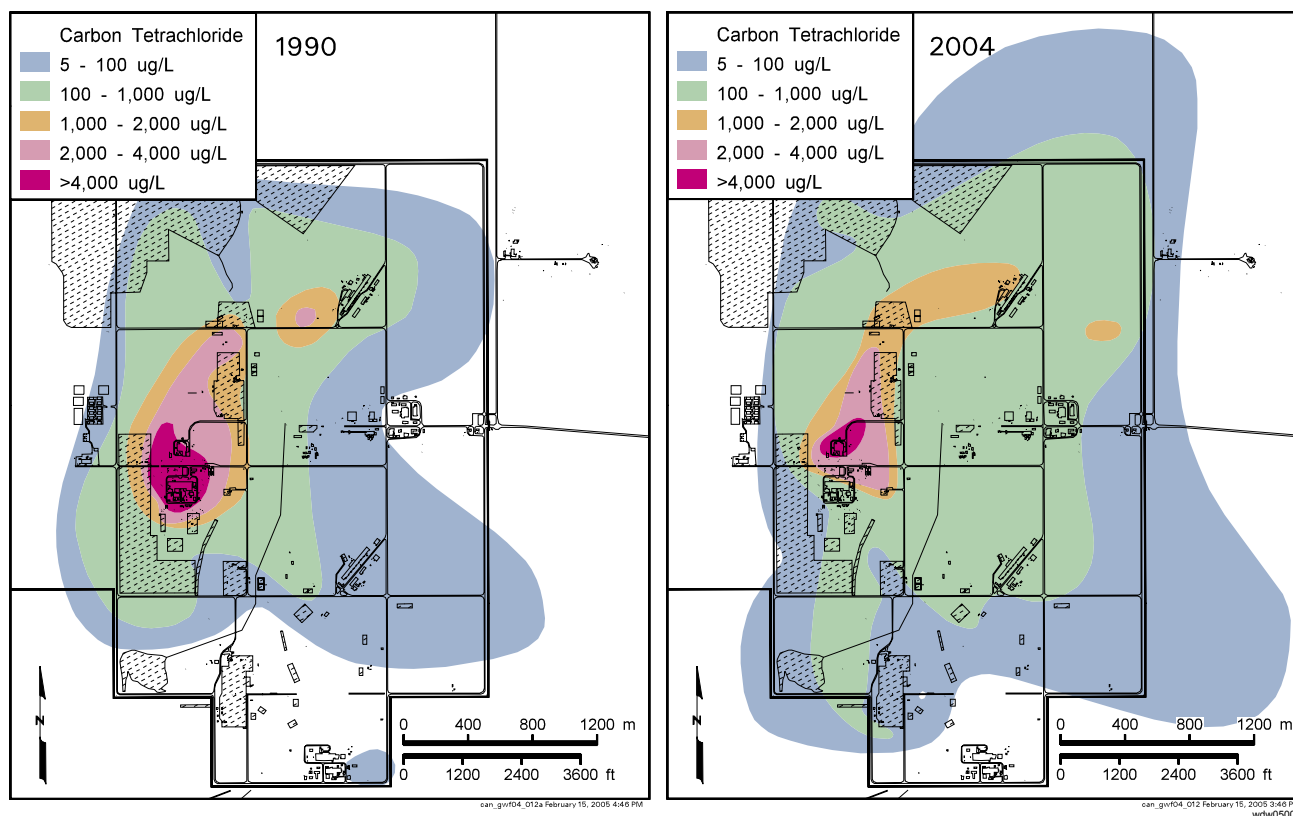 Carbon Tetrachloride
5 - 100 ug/L
100 - 1,000 ug/L
1,000 - 2,000 ug/L
2,000 - 4,000 ug/L
>4,000 ug/L
1990
N
0 400 800 1200 m
0 1200 2400 3600 ft
can_gwf04_012a February 15, 2005 4:46 PM
Carbon Tetrachloride
5 - 100 ug/L
100 - 1,000 ug/L
1,000 - 2,000 ug/L
2,000 - 4,000 ug/L
>4,000 ug/L
2004
N
0 400 800 1200 m
0 1200 2400 3600 ft
can_gwf04_012 February 15, 2005 3:46 P
wdw0500